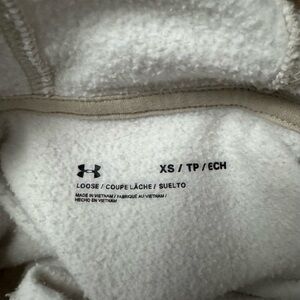 XS / TP / ECH
LOOSE / COUPE LÂCHE / SUELTO
MADE IN VIETNAM / FABRIQUÉ AU VIETNAM /
HECHO EN VIETNAM